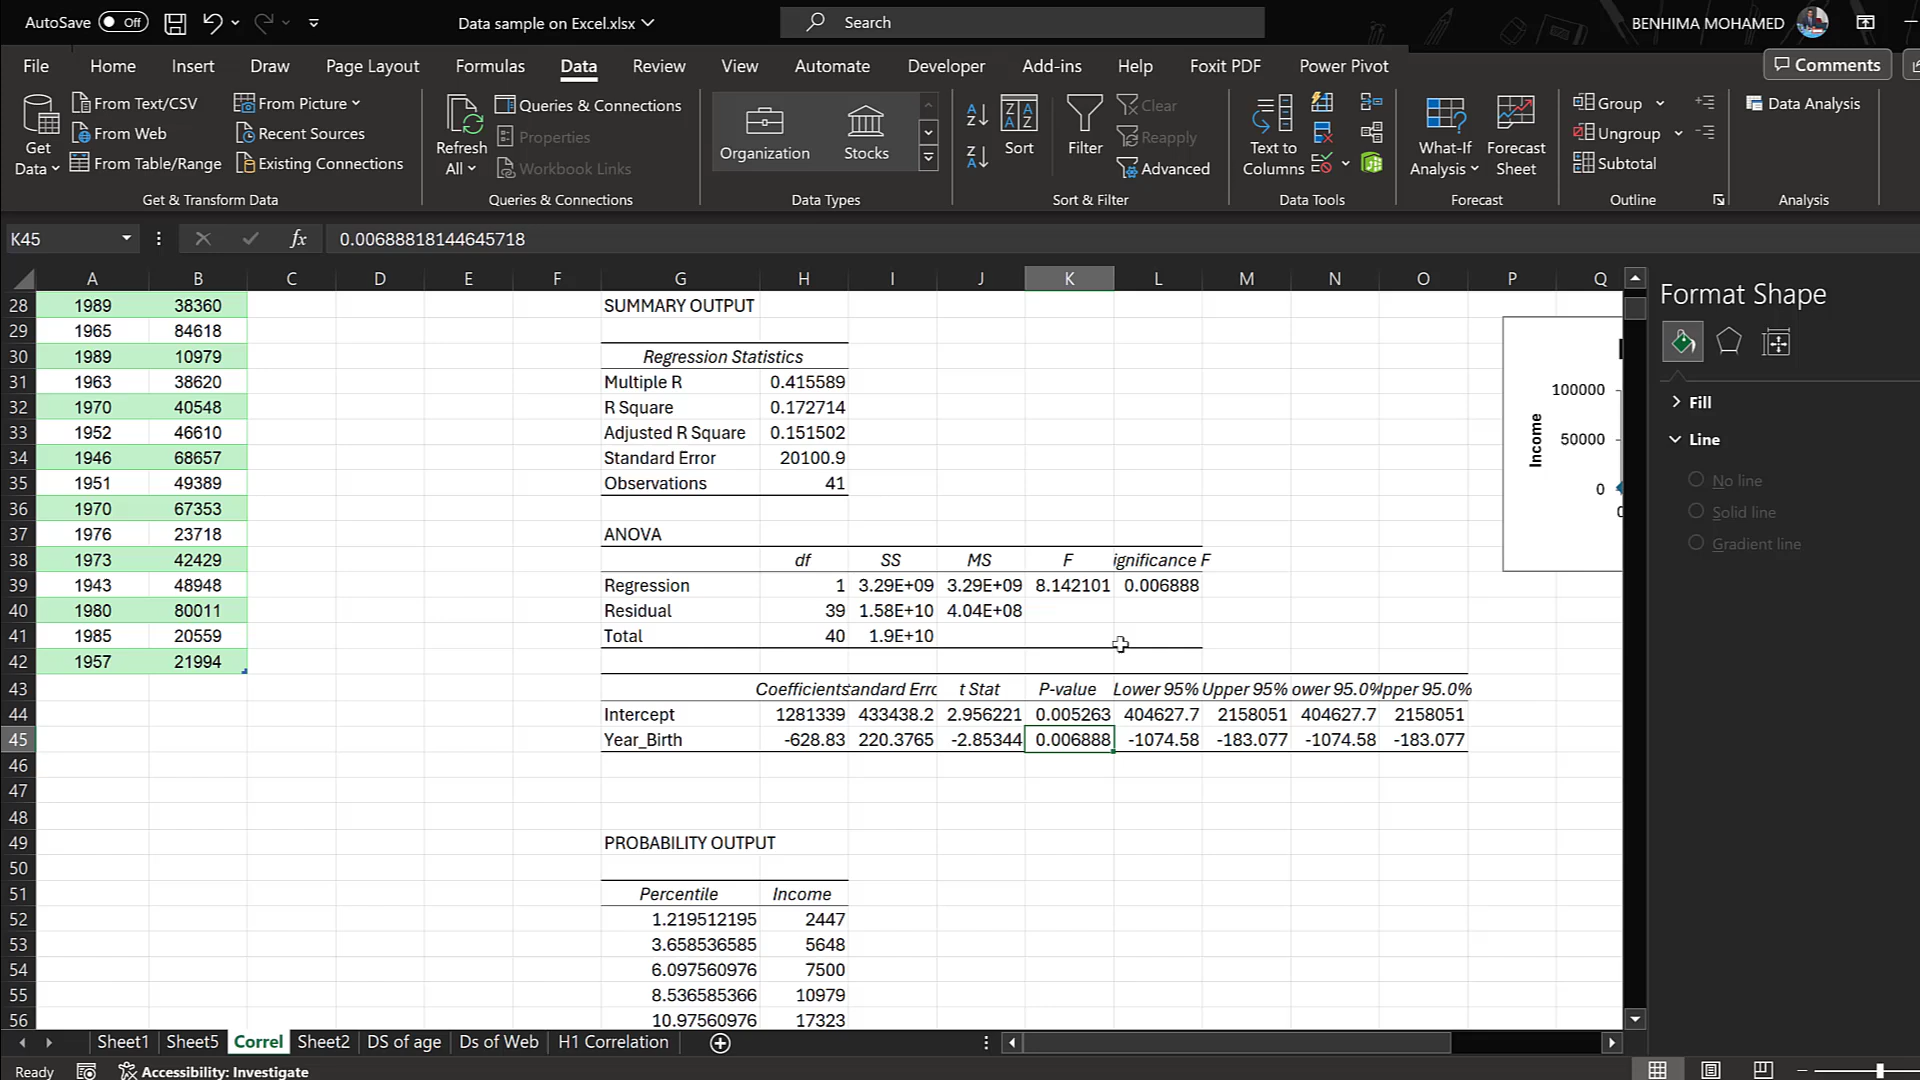 AutoSave Off Data sample on Excel.xlsx Search BENHIMA MOHAMED
File Home Insert Draw Page Layout Formulas Data Review View Automate Developer Add-ins Help Foxit PDF Power Pivot Comments
Get Data From Text/CSV From Picture
From Web Recent Sources
From Table/Range Existing Connections
Get & Transform Data
Refresh All Queries & Connections
Properties
Workbook Links
Queries & Connections
Organization Stocks
Data Types
Sort Filter Clear
Reapply
Advanced
Sort & Filter
Text to Columns
Data Tools
What-If Analysis Forecast Sheet
Forecast
Group
Ungroup
Subtotal
Outline
Data Analysis
Analysis
K45 fx 0.00688818144645718
A B C D E F G H I J K L M N O P Q
28 1989 38360 SUMMARY OUTPUT
29 1965 84618
30 1989 10979 Regression Statistics
31 1963 38620 Multiple R 0.415589
32 1970 40548 R Square 0.172714
33 1952 46610 Adjusted R Square 0.151502
34 1946 68657 Standard Error 20100.9
35 1951 49389 Observations 41
36 1970 67353
37 1976 23718 ANOVA
38 1973 42429 df SS MS F ignificance F
39 1943 48948 Regression 1 3.29E+09 3.29E+09 8.142101 0.006888
40 1980 80011 Residual 39 1.58E+10 4.04E+08
41 1985 20559 Total 40 1.9E+10
42 1957 21994
43 Coefficients tandard Erro t Stat P-value Lower 95% Upper 95% ower 95.0% pper 95.0%
44 Intercept 1281339 433438.2 2.956221 0.005263 404627.7 2158051 404627.7 2158051
45 Year_Birth -628.83 220.3765 -2.85344 0.006888 -1074.58 -183.077 -1074.58 -183.077
46
47
48
49 PROBABILITY OUTPUT
50
51 Percentile Income
52 1.219512195 2447
53 3.658536585 5648
54 6.097560976 7500
55 8.536585366 10979
56 10.97560976 17323
Income
100000
50000
0
Format Shape
Fill
Line
No line
Solid line
Gradient line
Sheet1 Sheet5 Correl Sheet2 DS of age Ds of Web H1 Correlation
Ready Accessibility: Investigate